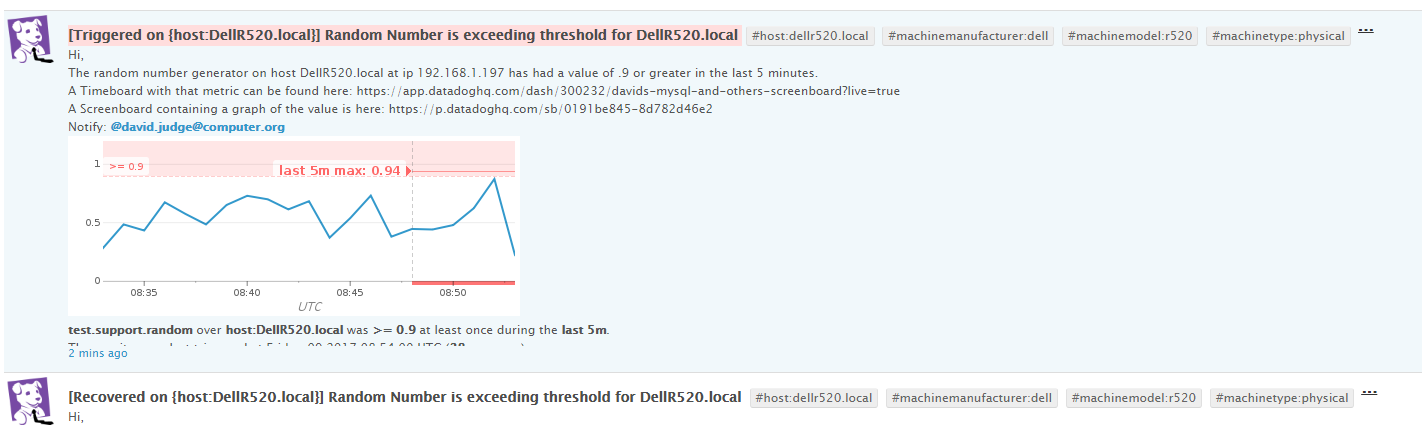 [Triggered on {host:DellR520.local}] Random Number is exceeding threshold for DellR520.local #host:dellr520.local #machinemanufacturer:dell #machinemodel:r520 #machinetype:physical ...
Hi,
The random number generator on host DellR520.local at ip 192.168.1.197 has had a value of .9 or greater in the last 5 minutes.
A Timeboard with that metric can be found here: https://app.datadoghq.com/dash/300232/davids-mysql-and-others-screenboard?live=true
A Screenboard containing a graph of the value is here: https://p.datadoghq.com/sb/0191be845-8d782d46e2
Notify: @david.judge@computer.org
1 >= 0.9
last 5m max: 0.94
0.5
0
08:35 08:40 08:45 08:50
UTC
test.support.random over host:DellR520.local was >= 0.9 at least once during the last 5m.
2 mins ago
[Recovered on {host:DellR520.local}] Random Number is exceeding threshold for DellR520.local #host:dellr520.local #machinemanufacturer:dell #machinemodel:r520 #machinetype:physical ...
Hi,